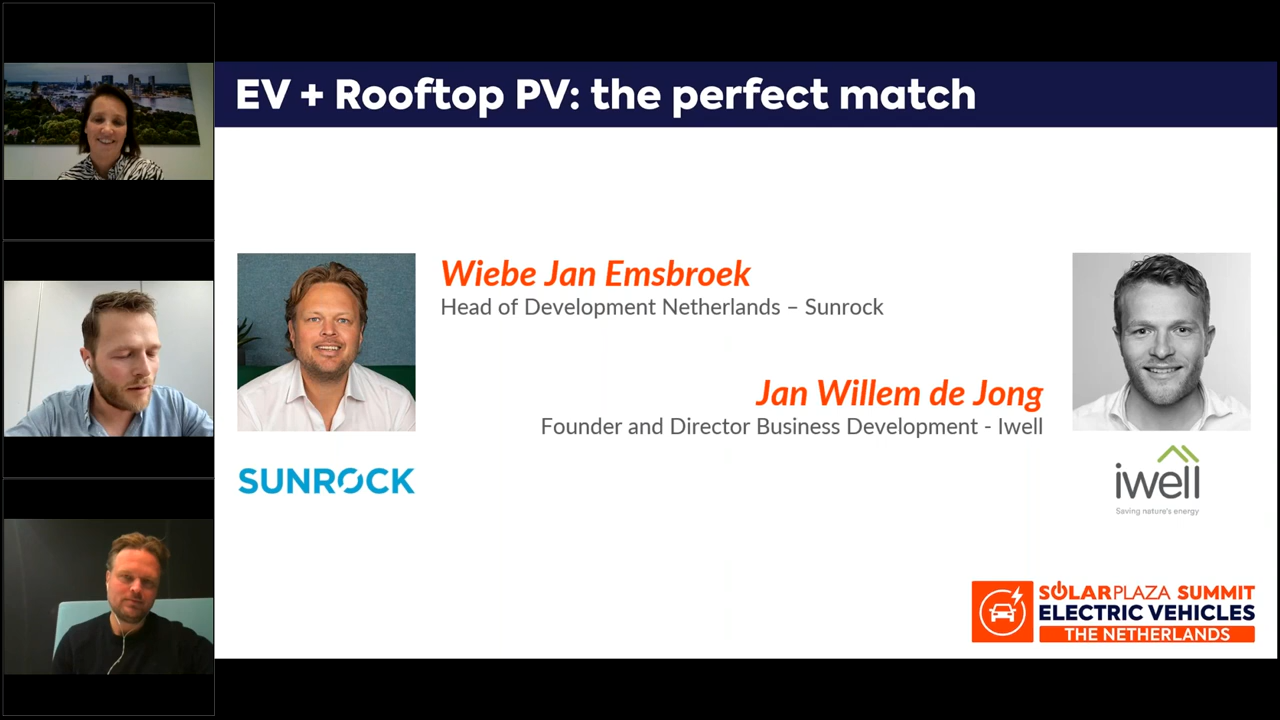 EV + Rooftop PV: the perfect match
Wiebe Jan Emsbroek
Head of Development Netherlands – Sunrock
Jan Willem de Jong
Founder and Director Business Development - Iwell
SUNROCK
iwell
Saving nature's energy
SOLARPLAZA SUMMIT
ELECTRIC VEHICLES
THE NETHERLANDS